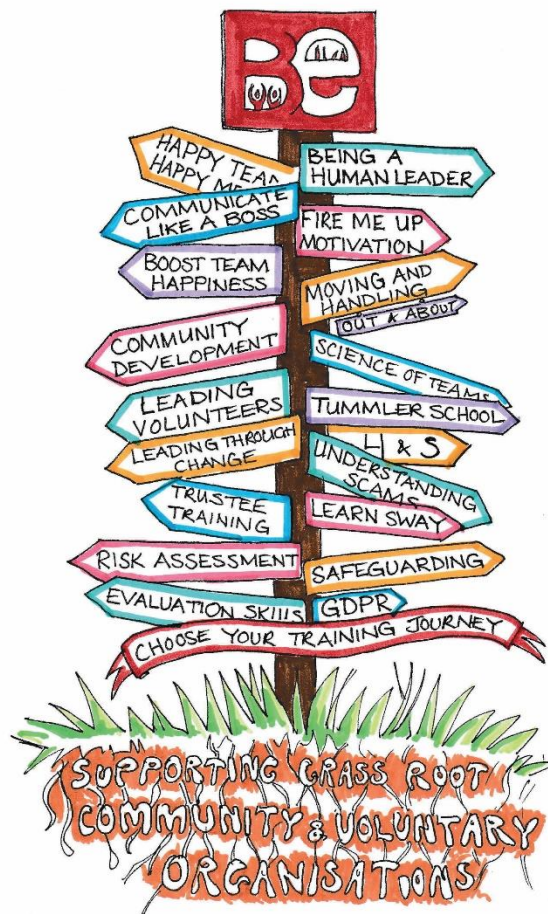 Be
HAPPY TEAM
HAPPY ME
BEING A
HUMAN LEADER
COMMUNICATE
LIKE A BOSS
FIRE ME UP
MOTIVATION
BOOST TEAM
HAPPINESS
MOVING AND
HANDLING
OUT & ABOUT
COMMUNITY
DEVELOPMENT
SCIENCE OF TEAMS
LEADING
VOLUNTEERS
TUMMLER SCHOOL
LEADING THROUGH
CHANGE
H & S
UNDERSTANDING
SCAMS
TRUSTEE
TRAINING
LEARN SWAY
RISK ASSESSMENT
SAFEGUARDING
EVALUATION SKIllS
GDPR
CHOOSE YOUR TRAINING JOURNEY
SUPPORTING GRASS ROOT
COMMUNITY & VOLUNTARY
ORGANISATIONS